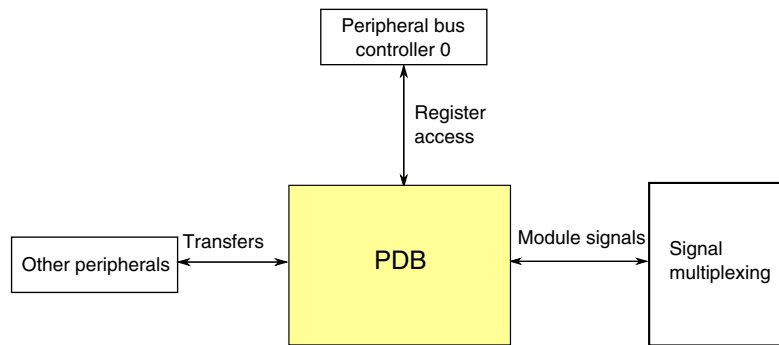 Peripheral bus
controller 0
Register
access
Transfers
Other peripherals
PDB
Module signals
Signal
multiplexing